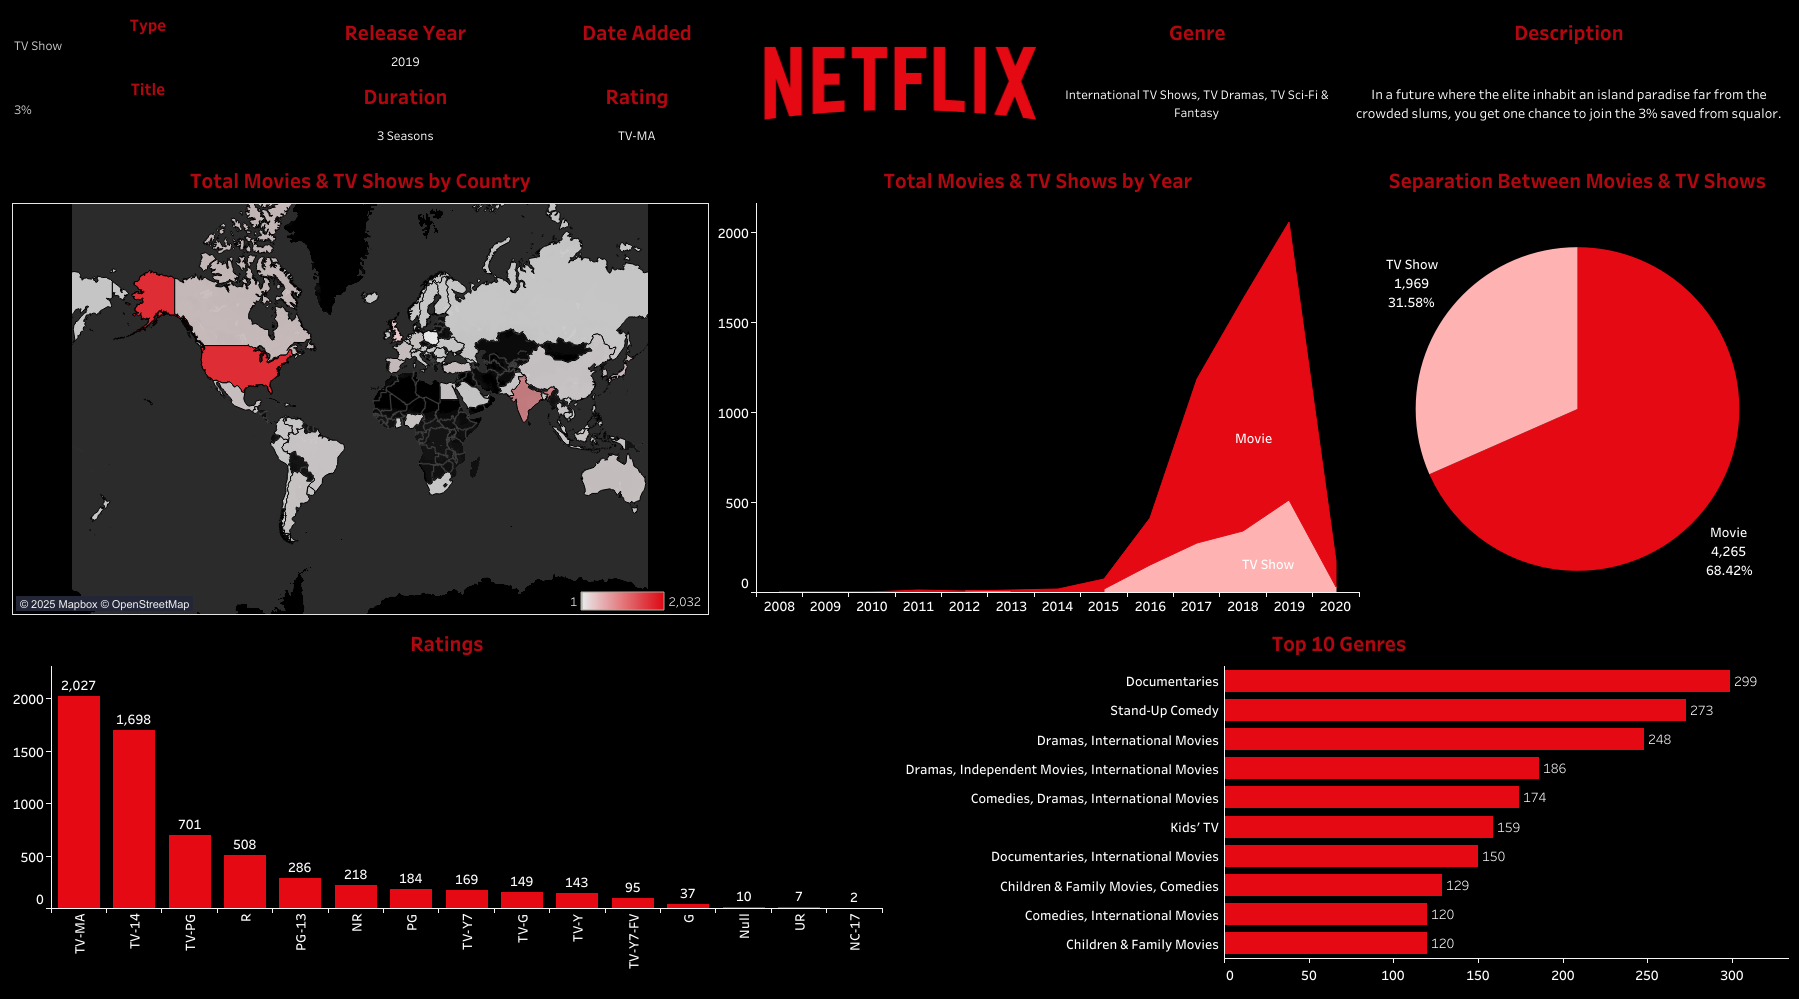 Type
TV Show
Title
3%
Release Year
2019
Duration
3 Seasons
Date Added
Rating
TV-MA
NETFLIX
Genre
International TV Shows, TV Dramas, TV Sci-Fi &
Fantasy
Description
In a future where the elite inhabit an island paradise far from the
crowded slums, you get one chance to join the 3% saved from squalor.
Total Movies & TV Shows by Country
© 2025 Mapbox © OpenStreetMap
1
2,032
Total Movies & TV Shows by Year
2000
1500
1000
500
0
Movie
TV Show
2008 2009 2010 2011 2012 2013 2014 2015 2016 2017 2018 2019 2020
Separation Between Movies & TV Shows
TV Show
1,969
31.58%
Movie
4,265
68.42%
Ratings
2000
1500
1000
500
0
2,027 1,698 701 508 286 218 184 169 149 143 95 37 10 7 2
TV-MA TV-14 TV-PG R PG-13 NR PG TV-Y7 TV-G TV-Y TV-Y7-FV G Null UR NC-17
Top 10 Genres
Documentaries 299
Stand-Up Comedy 273
Dramas, International Movies 248
Dramas, Independent Movies, International Movies 186
Comedies, Dramas, International Movies 174
Kids’ TV 159
Documentaries, International Movies 150
Children & Family Movies, Comedies 129
Comedies, International Movies 120
Children & Family Movies 120
0 50 100 150 200 250 300